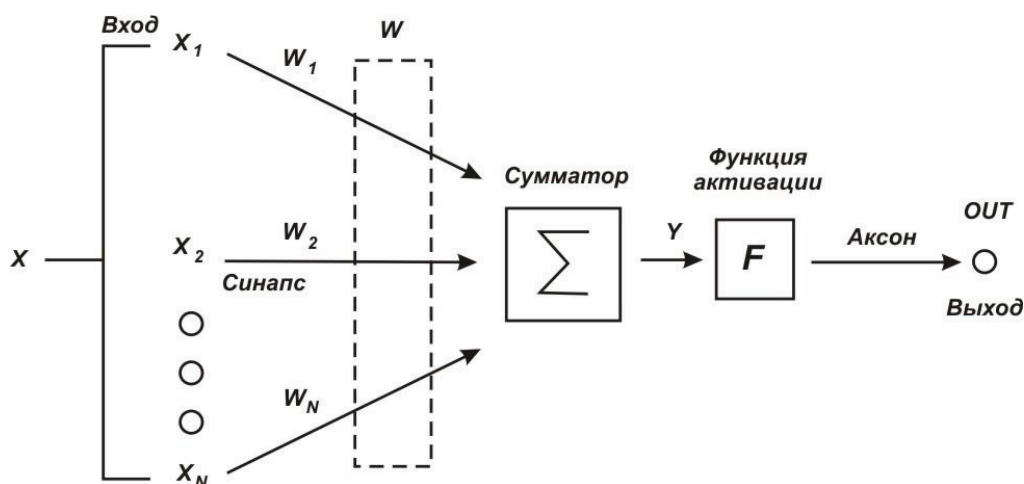 Вход
X1
W1
W
Сумматор
Функция
активации
X
X2
W2
Синапс
Σ
Y
F
Аксон
OUT
Выход
WN
XN